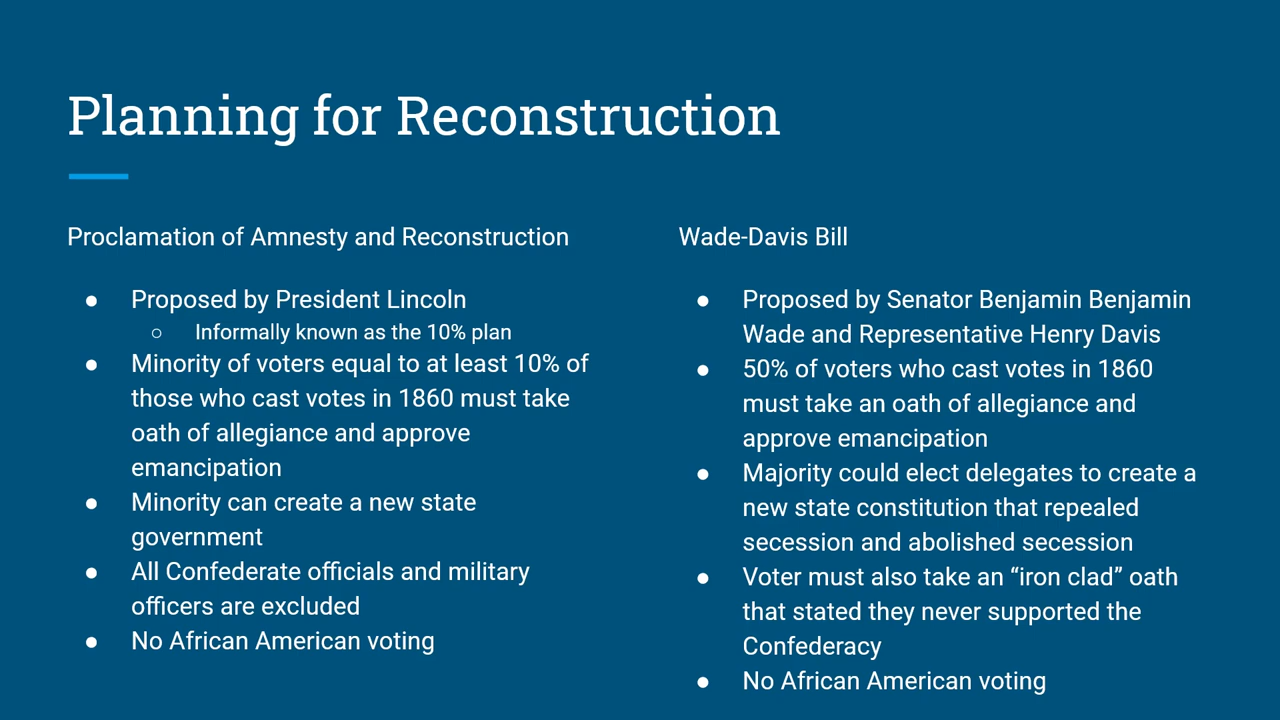 Planning for Reconstruction
Proclamation of Amnesty and Reconstruction
● Proposed by President Lincoln
○ Informally known as the 10% plan
● Minority of voters equal to at least 10% of
those who cast votes in 1860 must take
oath of allegiance and approve
emancipation
● Minority can create a new state
government
● All Confederate officials and military
officers are excluded
● No African American voting
Wade-Davis Bill
● Proposed by Senator Benjamin Benjamin
Wade and Representative Henry Davis
● 50% of voters who cast votes in 1860
must take an oath of allegiance and
approve emancipation
● Majority could elect delegates to create a
new state constitution that repealed
secession and abolished secession
● Voter must also take an “iron clad” oath
that stated they never supported the
Confederacy
● No African American voting